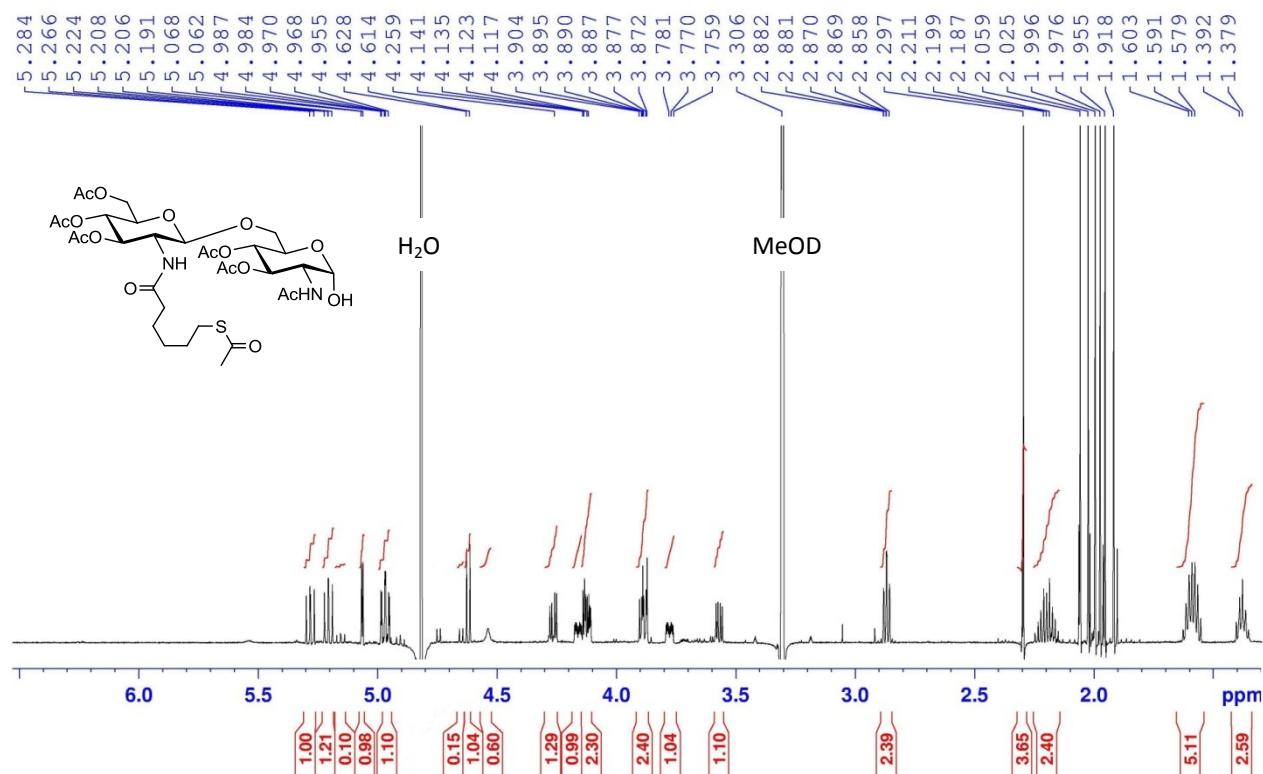 5.284 5.266 5.224 5.208 5.206 5.191 5.068 5.062 4.987 4.984 4.970 4.968 4.955 4.628 4.614 4.259 4.141 4.135 4.123 4.117 4.111 3.904 3.895 3.890 3.887 3.877 3.872 3.781 3.770 3.759 3.306 2.882 2.881 2.870 2.869 2.858 2.297 2.211 2.199 2.187 2.059 2.025 1.996 1.976 1.955 1.918 1.603 1.591 1.579 1.392 1.379
AcO
O
AcO
AcO
O
AcO
O
AcO
NH
AcHN
OH
O
S
O
H2O
MeOD
6.0 5.5 5.0 4.5 4.0 3.5 3.0 2.5 2.0 ppm
1.00 1.21 0.10 0.98 1.10 0.15 1.04 0.60 1.29 0.99 2.30 2.40 1.04 1.10 2.39 3.65 2.40 5.11 2.59